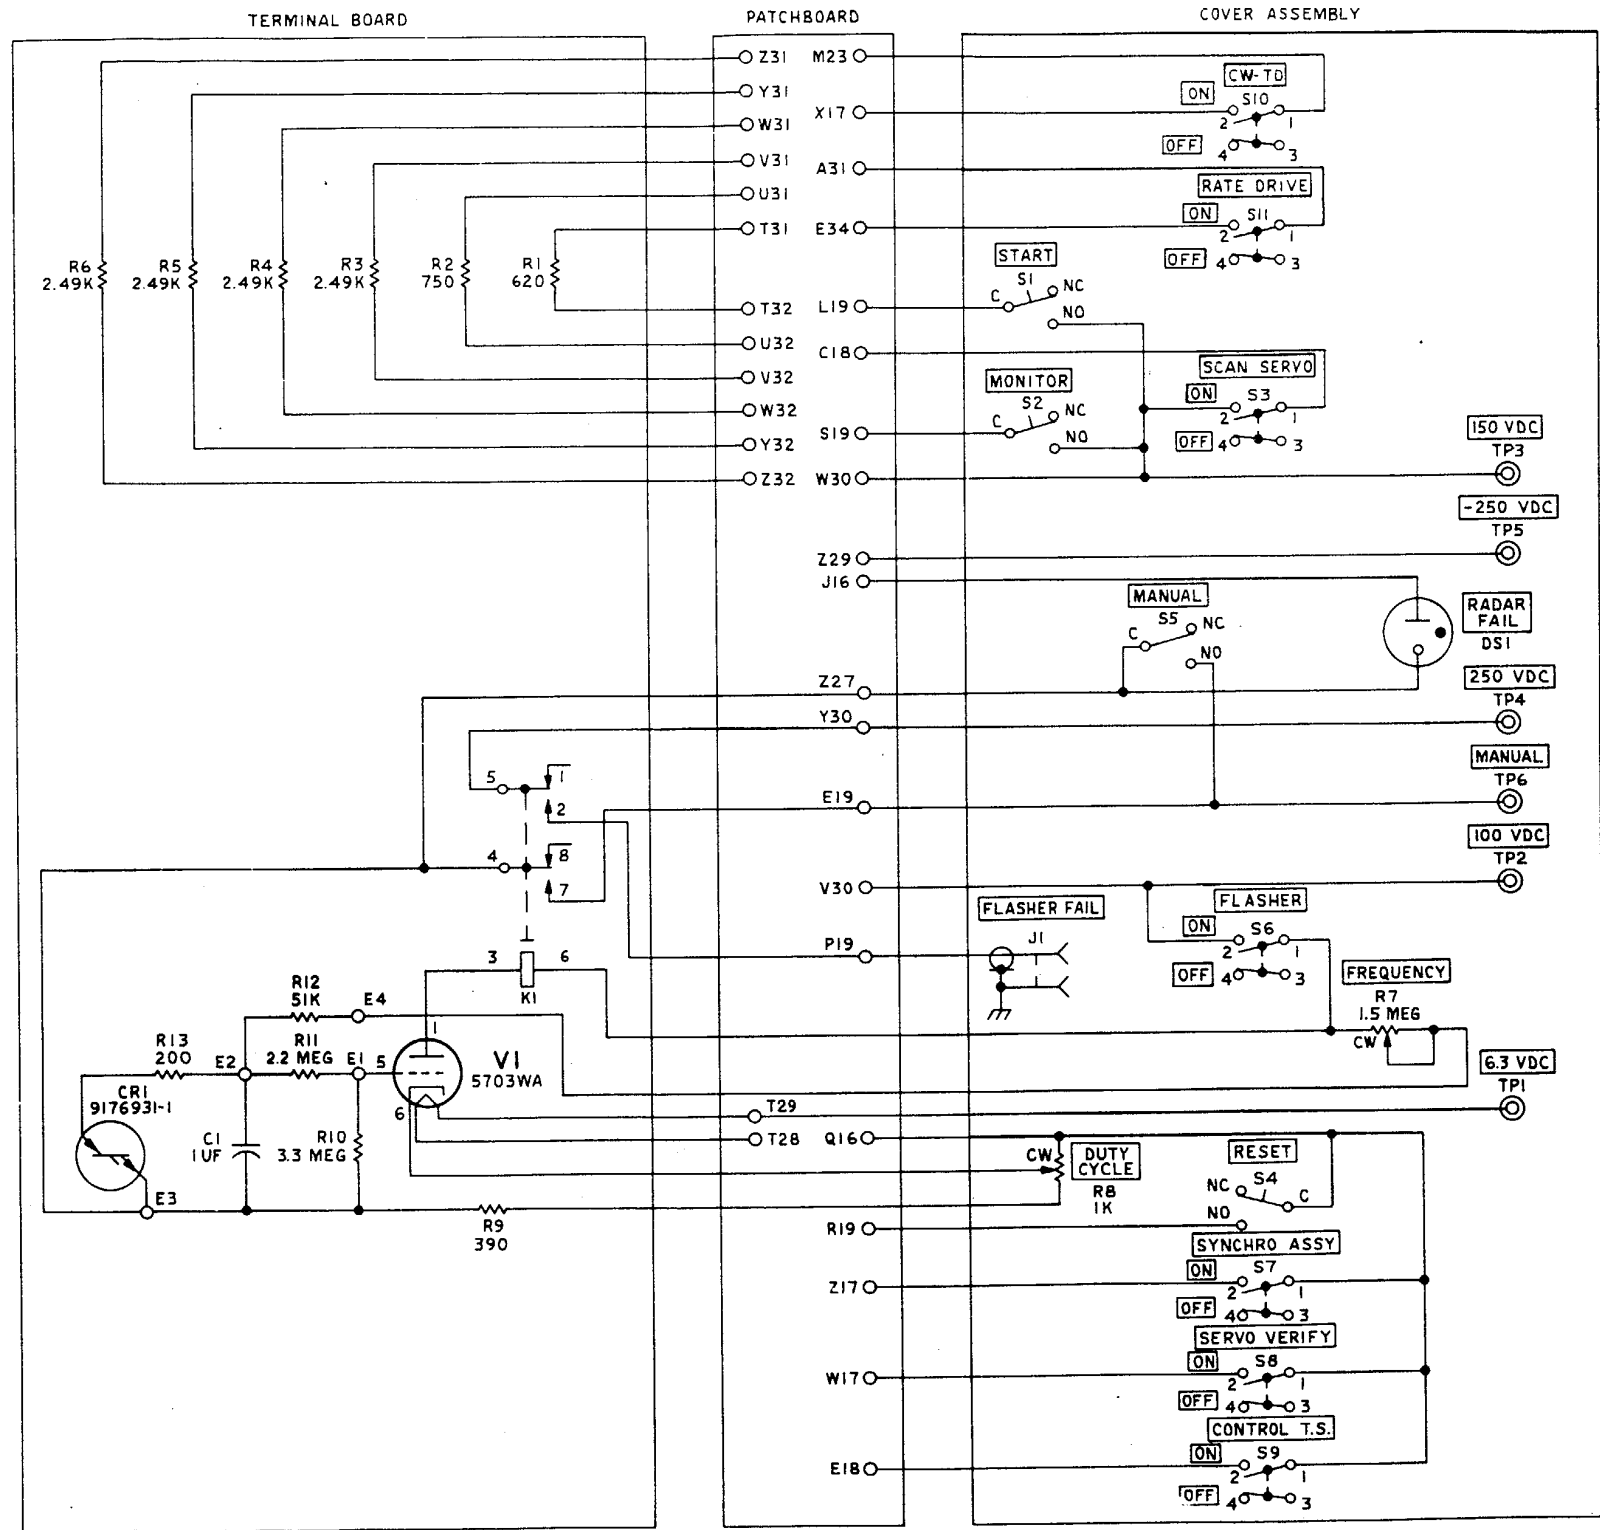 TERMINAL BOARD
PATCHBOARD
COVER ASSEMBLY
Z31
M23
CW-TD
Y31
ON
S10
X17
2
1
W31
OFF
4
3
V31
A31
RATE DRIVE
U31
ON
S11
T31
E34
2
1
START
OFF
4
3
R6
2.49K
R5
2.49K
R4
2.49K
R3
2.49K
R2
750
R1
620
S1
C
NC
NO
T32
L19
U32
C18
SCAN SERVO
V32
MONITOR
ON
S3
2
1
W32
S2
C
NC
NO
OFF
4
3
150 VDC
TP3
Y32
S19
Z32
W30
-250 VDC
TP5
Z29
J16
MANUAL
S5
C
NC
NO
RADAR
FAIL
DS1
Z27
250 VDC
TP4
Y30
MANUAL
TP6
5
1
2
E19
4
8
7
100 VDC
TP2
V30
FLASHER FAIL
FLASHER
ON
S6
2
1
J1
P19
OFF
4
3
FREQUENCY
R7
1.5 MEG
CW
3
6
K1
R12
51K
E4
1
R13
200
E2
R11
2.2 MEG
E1
5
V1
5703WA
6
6.3 VDC
TP1
CR1
9176931-1
T29
T28
Q16
C1
1UF
R10
3.3 MEG
CW
DUTY
CYCLE
R8
1K
RESET
S4
NC
C
NO
E3
R9
390
R19
SYNCHRO ASSY
ON
S7
Z17
2
1
OFF
4
3
SERVO VERIFY
ON
S8
W17
2
1
OFF
4
3
CONTROL T.S.
ON
S9
E18
2
1
OFF
4
3